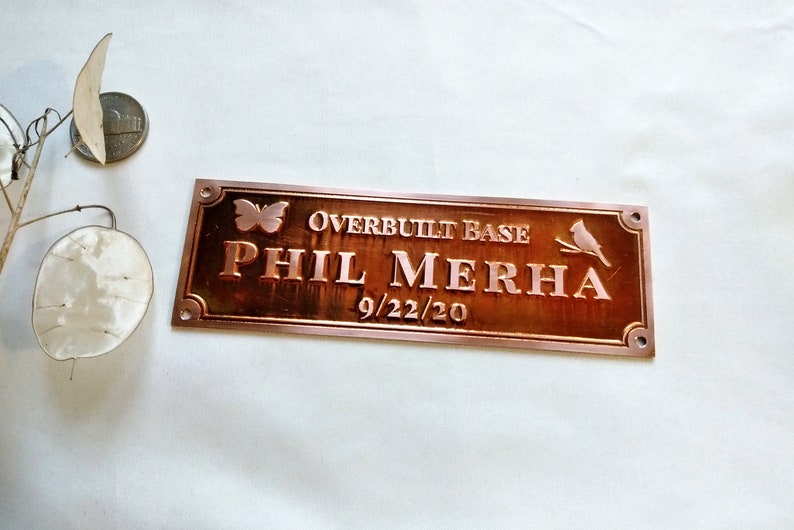 OVERBUILT BASE
PHIL MERHA
9/22/20